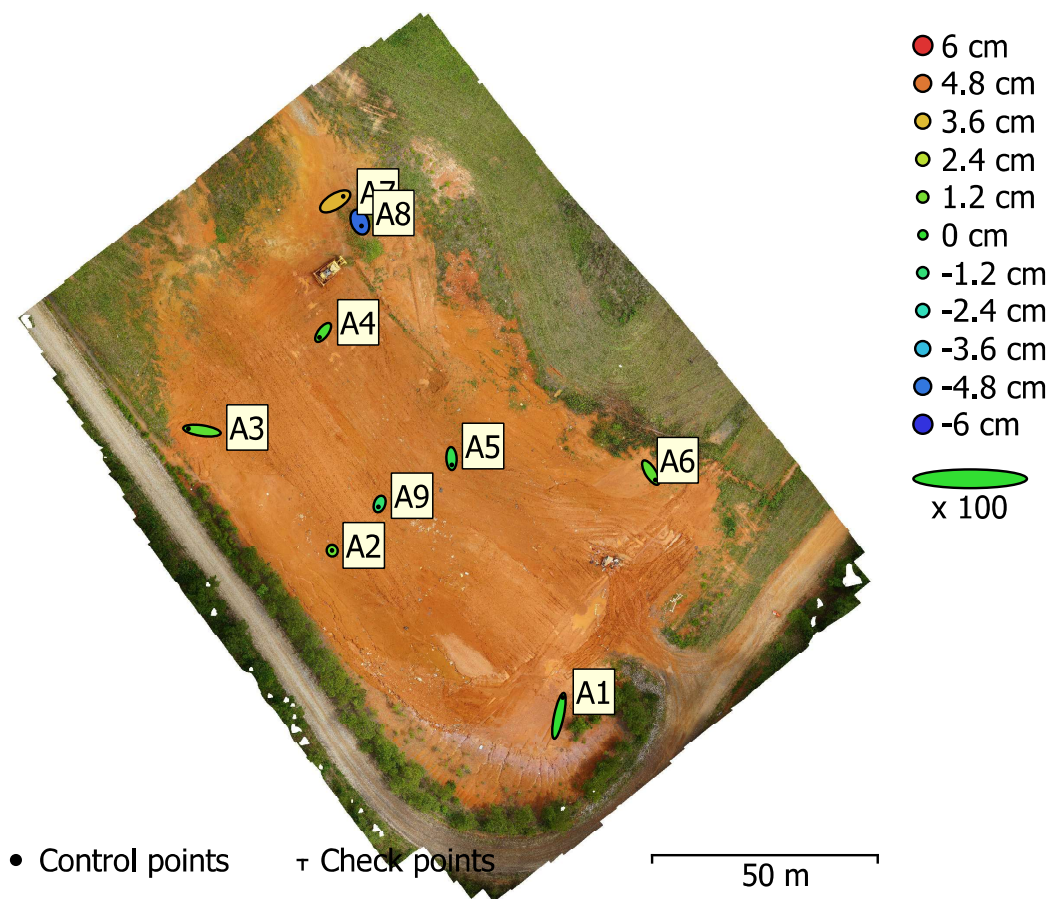 6 cm
4.8 cm
3.6 cm
2.4 cm
1.2 cm
0 cm
-1.2 cm
-2.4 cm
-3.6 cm
-4.8 cm
-6 cm
x 100
A7
A8
A4
A3
A5
A6
A9
A2
A1
Control points
Check points
50 m